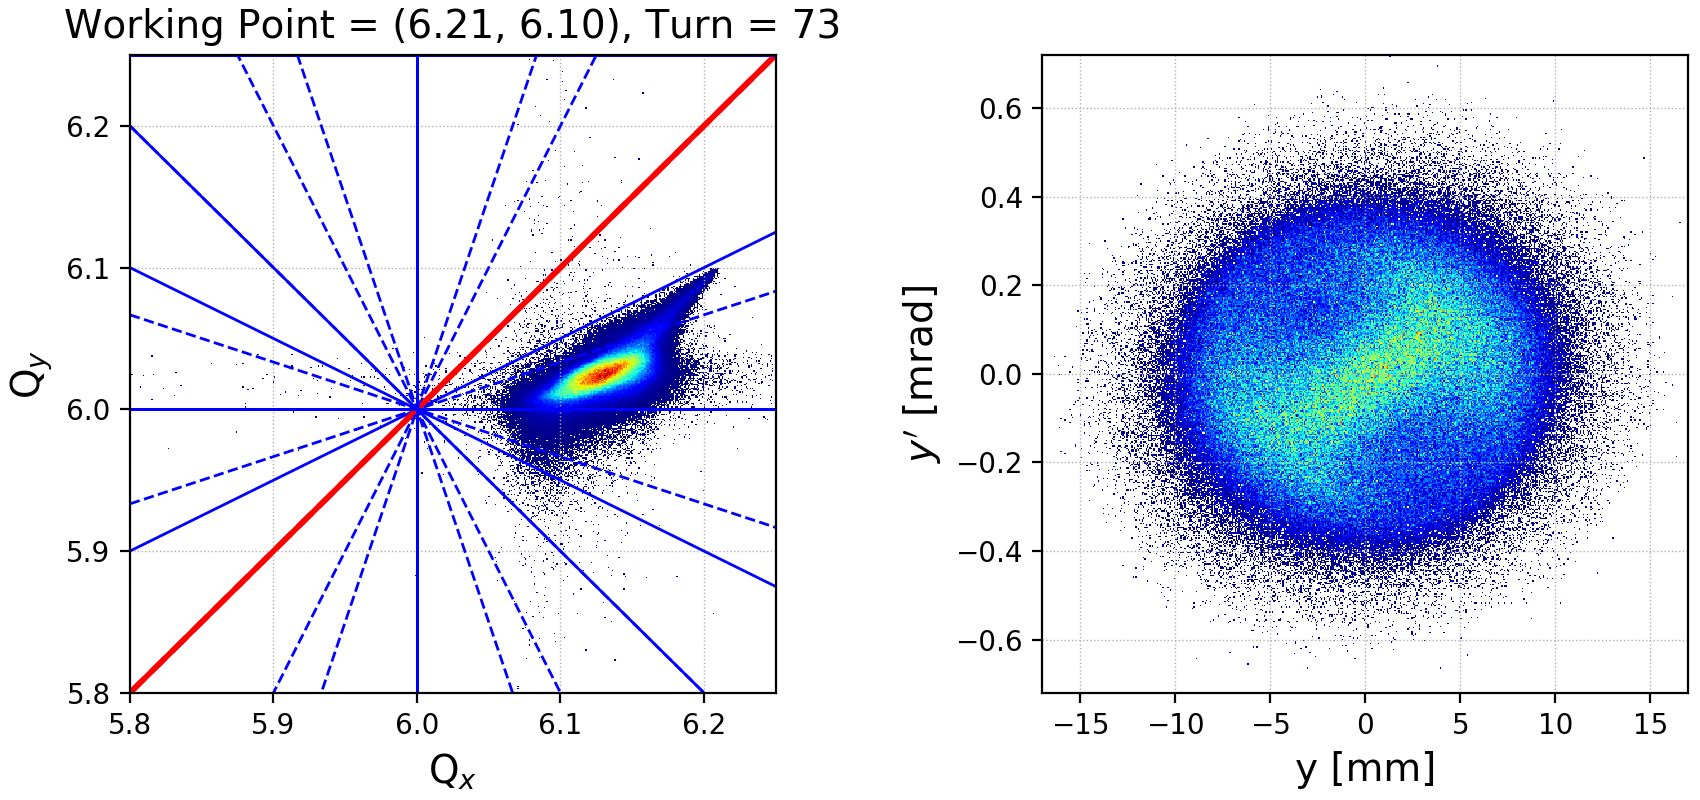 Working Point = (6.21, 6.10), Turn = 73
6.2
6.1
6.0
5.9
5.8
Q_y
5.8 5.9 6.0 6.1 6.2
Q_x
0.6
0.4
0.2
0.0
−0.2
−0.4
−0.6
y′ [mrad]
−15 −10 −5 0 5 10 15
y [mm]